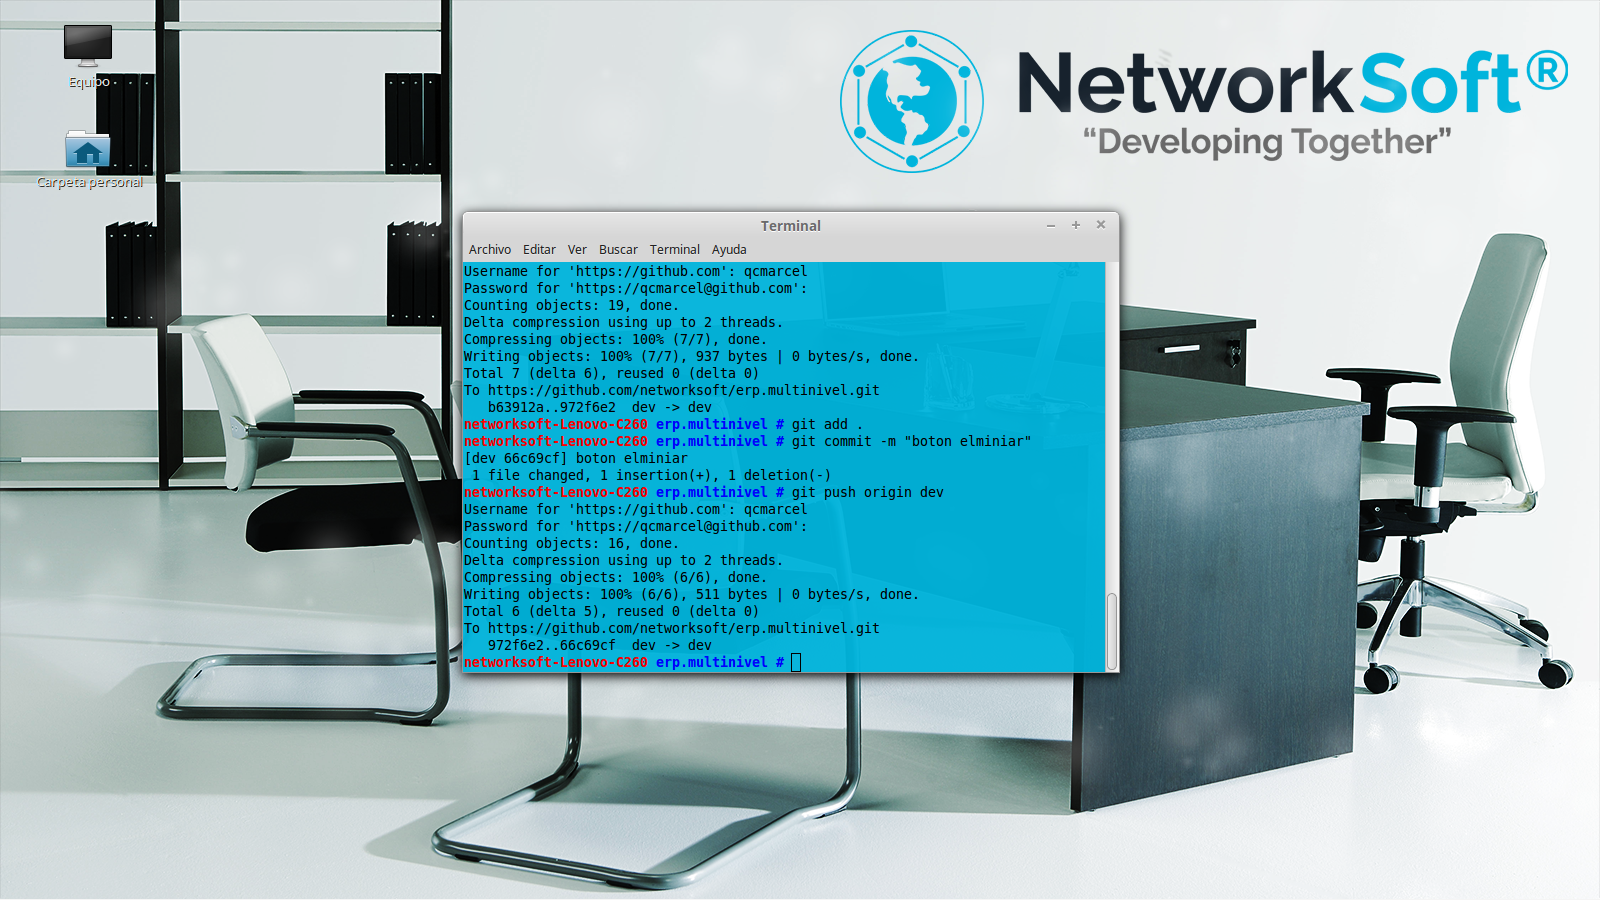 Equipo
Carpeta personal
NetworkSoft®
“Developing Together”
Terminal
Archivo Editar Ver Buscar Terminal Ayuda
Username for 'https://github.com': qcmarcel
Password for 'https://qcmarcel@github.com':
Counting objects: 19, done.
Delta compression using up to 2 threads.
Compressing objects: 100% (7/7), done.
Writing objects: 100% (7/7), 937 bytes | 0 bytes/s, done.
Total 7 (delta 6), reused 0 (delta 0)
To https://github.com/networksoft/erp.multinivel.git
   b63912a..972f6e2  dev -> dev
networksoft-Lenovo-C260 erp.multinivel # git add .
networksoft-Lenovo-C260 erp.multinivel # git commit -m "boton elminiar"
[dev 66c69cf] boton elminiar
 1 file changed, 1 insertion(+), 1 deletion(-)
networksoft-Lenovo-C260 erp.multinivel # git push origin dev
Username for 'https://github.com': qcmarcel
Password for 'https://qcmarcel@github.com':
Counting objects: 16, done.
Delta compression using up to 2 threads.
Compressing objects: 100% (6/6), done.
Writing objects: 100% (6/6), 511 bytes | 0 bytes/s, done.
Total 6 (delta 5), reused 0 (delta 0)
To https://github.com/networksoft/erp.multinivel.git
   972f6e2..66c69cf  dev -> dev
networksoft-Lenovo-C260 erp.multinivel #